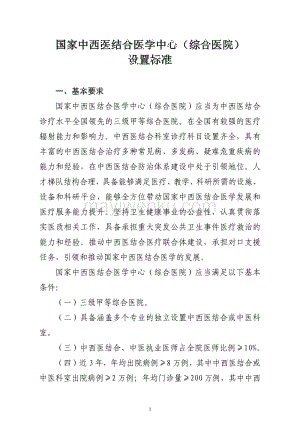 国家中西医结合医学中心（综合医院）
设置标准
一、基本要求
国家中西医结合医学中心（综合医院）应当为中西医结合
诊疗水平全国领先的三级甲等综合医院。在全国有较强的医疗
辐射能力和影响力。中西医结合科室诊疗科目设置齐全。具有
丰富的中西医结合治疗多种常见病、多发病、疑难危重疾病的
能力和经验，在中西医结合防治体系建设中处于引领地位。人
才梯队结构合理，具备能够满足医疗、教学、科研所需的设施、
设备和科研平台，能够全方位带动国家中西医结合医学发展和
医疗服务能力提升。坚持卫生健康事业的公益性，认真贯彻落
实医改相关工作，具备承担重大突发公共卫生事件医疗救治的
能力和经验。推动中西医结合医疗联合体建设，承担对口支援
任务。引领和推动国家中西医结合医学的发展。
国家中西医结合医学中心（综合医院）应当满足以下基本
条件：
（一）三级甲等综合医院。
（二）具备涵盖多个专业的独立设置中西医结合或中医科
室。
（三）中西医结合、中医执业医师占全院医师比例≥10%。
（四）近3年，年均出院病例≥8万例，其中中西医结合或
中医科室出院病例≥2万例；年均门诊量≥200万例，其中中西
1